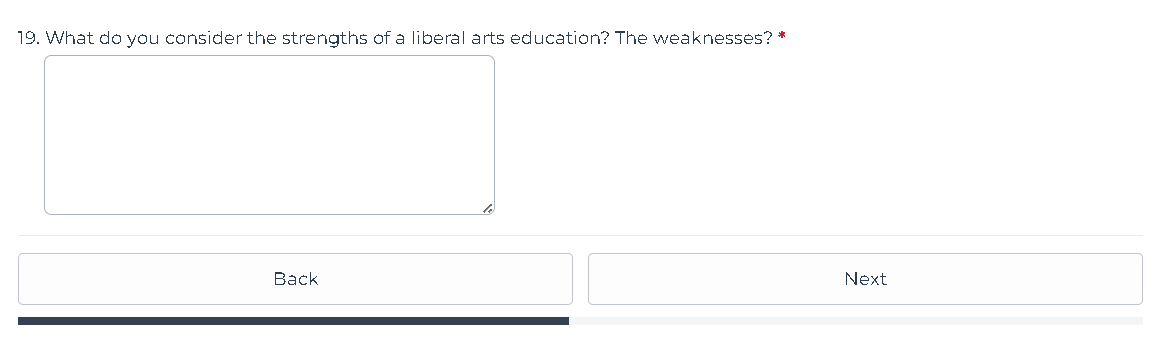 19. What do you consider the strengths of a liberal arts education? The weaknesses? *
Back
Next